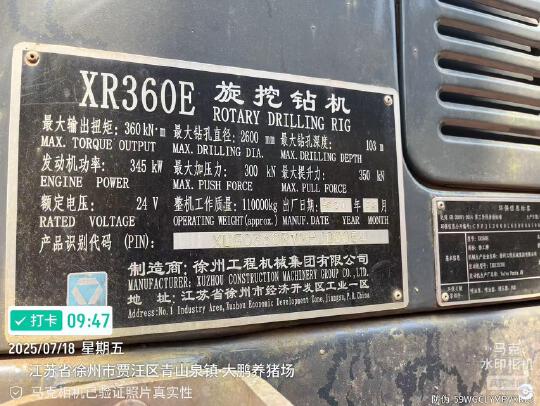 XR360E 旋挖钻机
ROTARY DRILLING RIG
最大输出扭矩: 360 kN·m 最大钻孔直径: 2600 mm 最大钻孔深度: 103 m
MAX. TORQUE OUTPUT MAX. DRILLING DIA. MAX. DRILLING DEPTH
发动机功率: 345 kW 最大加压力: 300 kN 最大提升力: 350 kN
ENGINE POWER MAX. PUSH FORCE MAX. PULL FORCE
额定电压: 24 V 整机工作质量: 110000kg 出厂日期: 年 月
RATED VOLTAGE OPERATING WEIGHT(approx.) MANU. DATE - YEAR MONTH
产品识别代码 (PIN):
制造商: 徐州工程机械集团有限公司
MANUFACTURER: XUZHOU CONSTRUCTION MACHINERY GROUP CO., LTD.
地 址: 江苏省徐州市经济开发区工业一区
Address: No.1 Industry Area, Xuzhou Economic Development Zone, Jiangsu, P.R. China
环保信息标签
打卡 09:47
2025/07/18 星期五
江苏省徐州市贾汪区青山泉镇·大鹏养猪场
马克相机已验证照片真实性
马克
水印相机
防伪